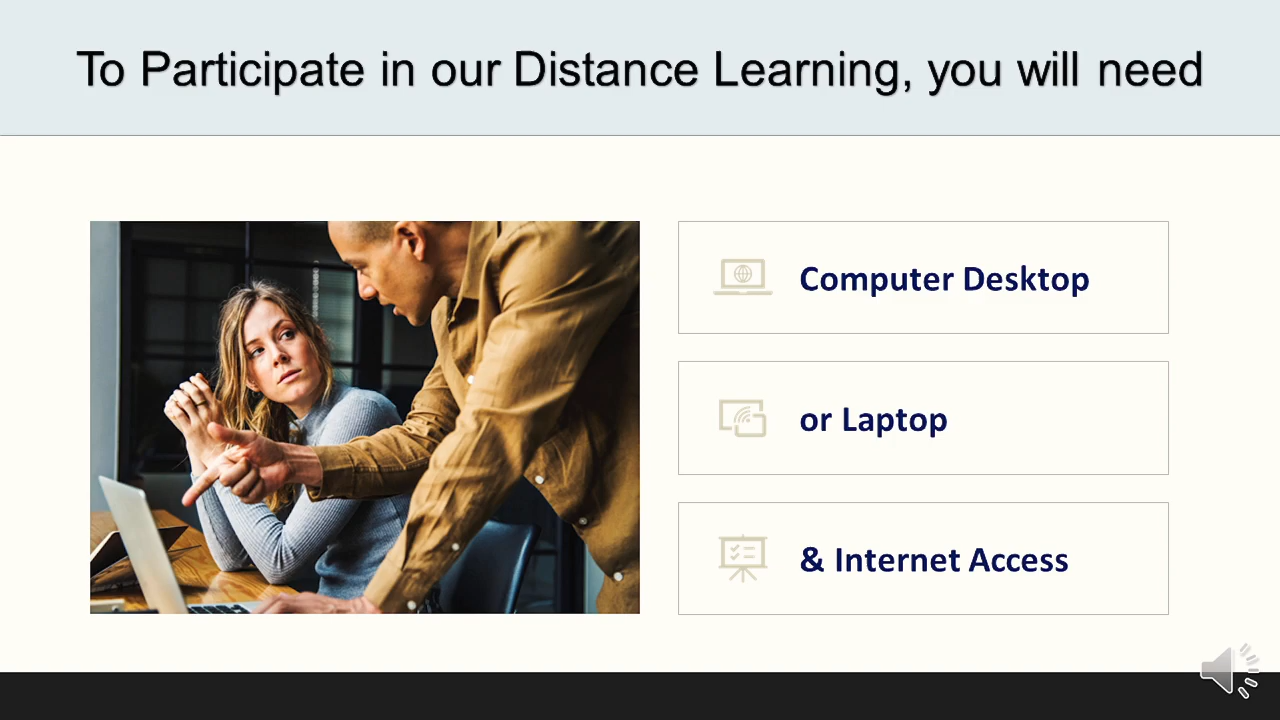 To Participate in our Distance Learning, you will need
Computer Desktop
or Laptop
& Internet Access